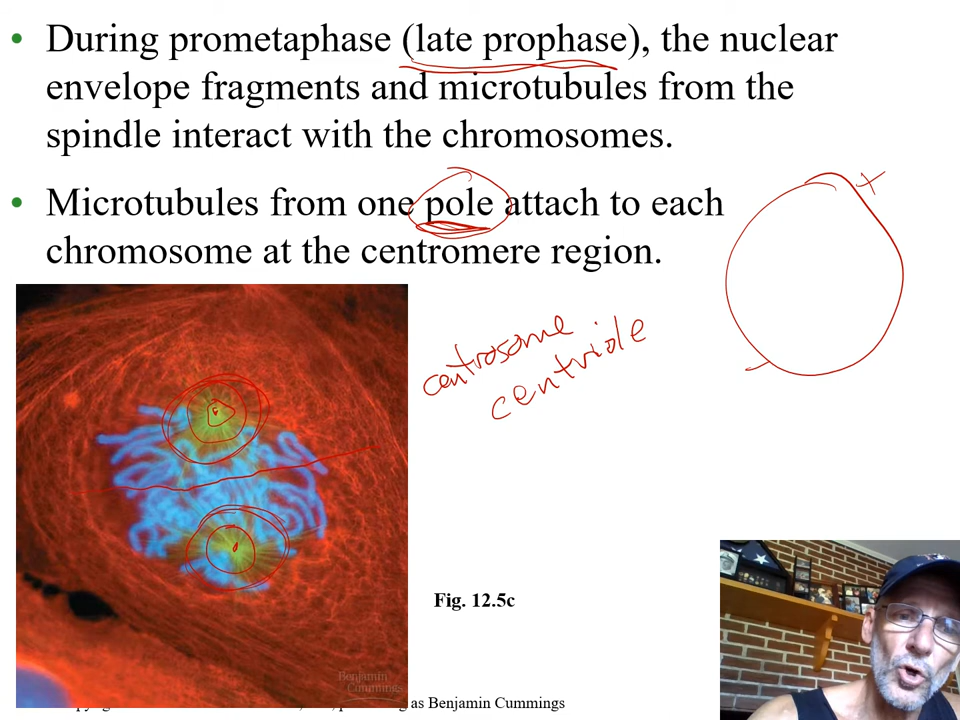 • During prometaphase (late prophase), the nuclear
envelope fragments and microtubules from the
spindle interact with the chromosomes.
• Microtubules from one pole attach to each
chromosome at the centromere region.
+
-
centrosome
centriole
Fig. 12.5c
Benjamin
Cummings
as Benjamin Cummings